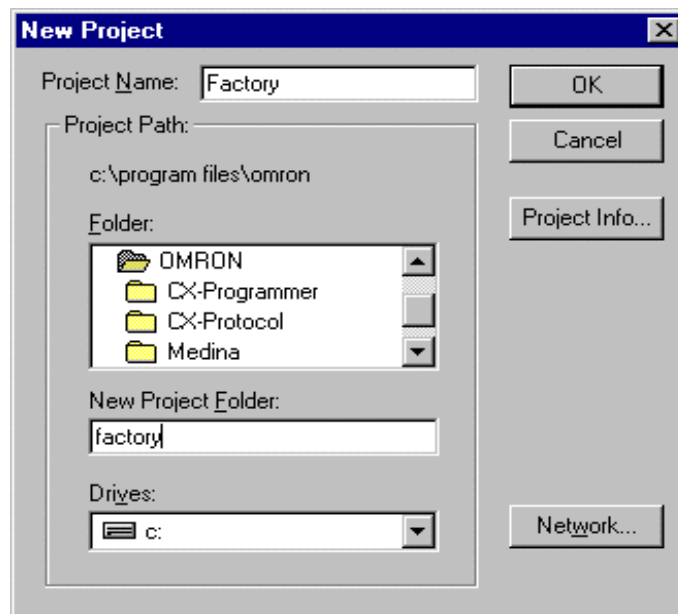 New Project
Project Name: Factory
OK
Project Path:
Cancel
c:\program files\omron
Project Info...
Folder:
OMRON
CX-Programmer
CX-Protocol
Medina
New Project Folder:
factory
Drives:
c:
Network...